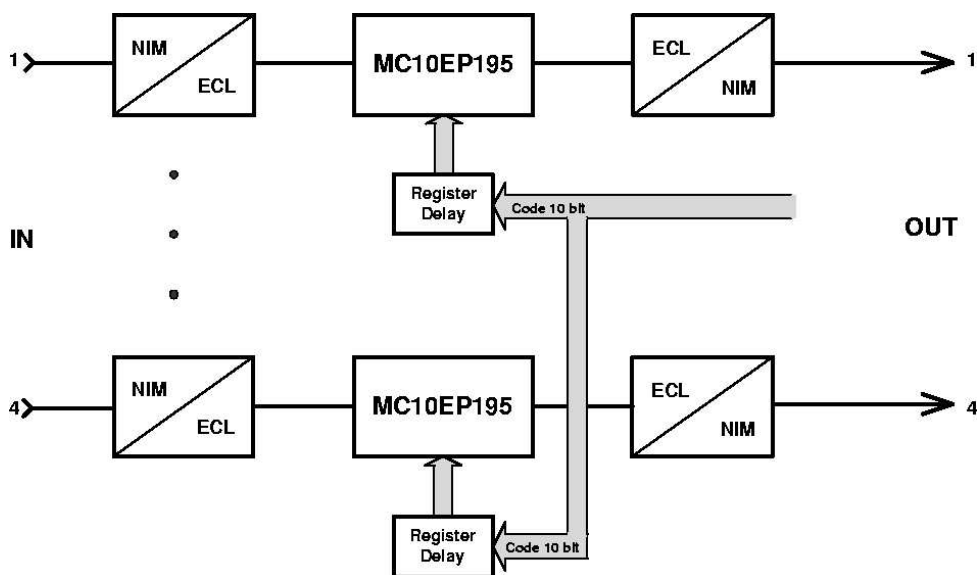 1
NIM
ECL
MC10EP195
ECL
NIM
1
Register
Delay
Code 10 bit
IN
OUT
4
NIM
ECL
MC10EP195
ECL
NIM
4
Register
Delay
Code 10 bit